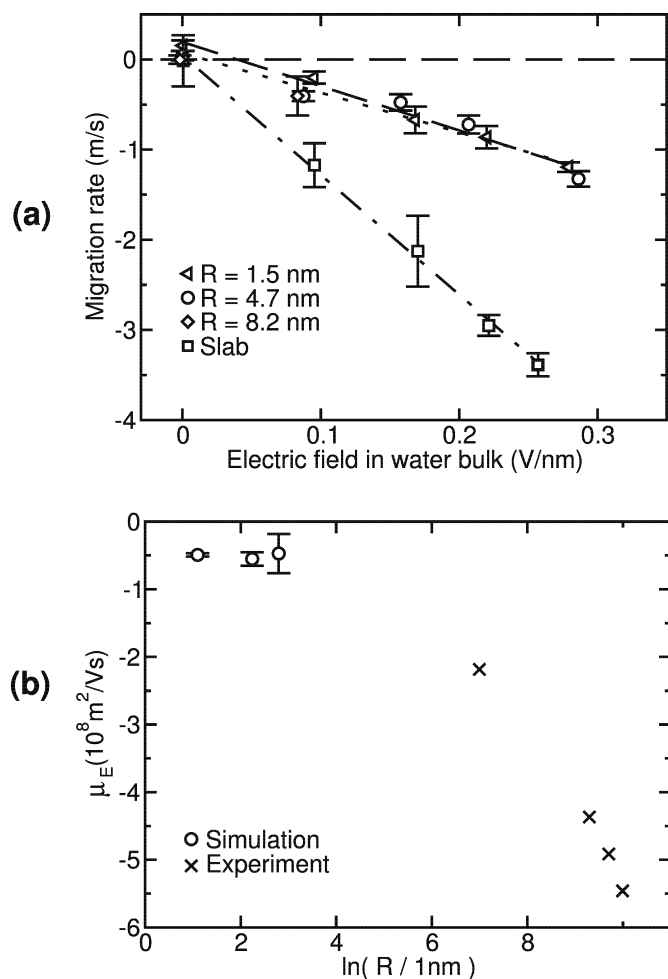 (a)
Migration rate (m/s)
0
-1
-2
-3
-4
R = 1.5 nm
R = 4.7 nm
R = 8.2 nm
Slab
0 0.1 0.2 0.3
Electric field in water bulk (V/nm)
(b)
μE(10⁸m²/Vs)
0
-1
-2
-3
-4
-5
-6
Simulation
Experiment
0 2 4 6 8
ln( R / 1nm )